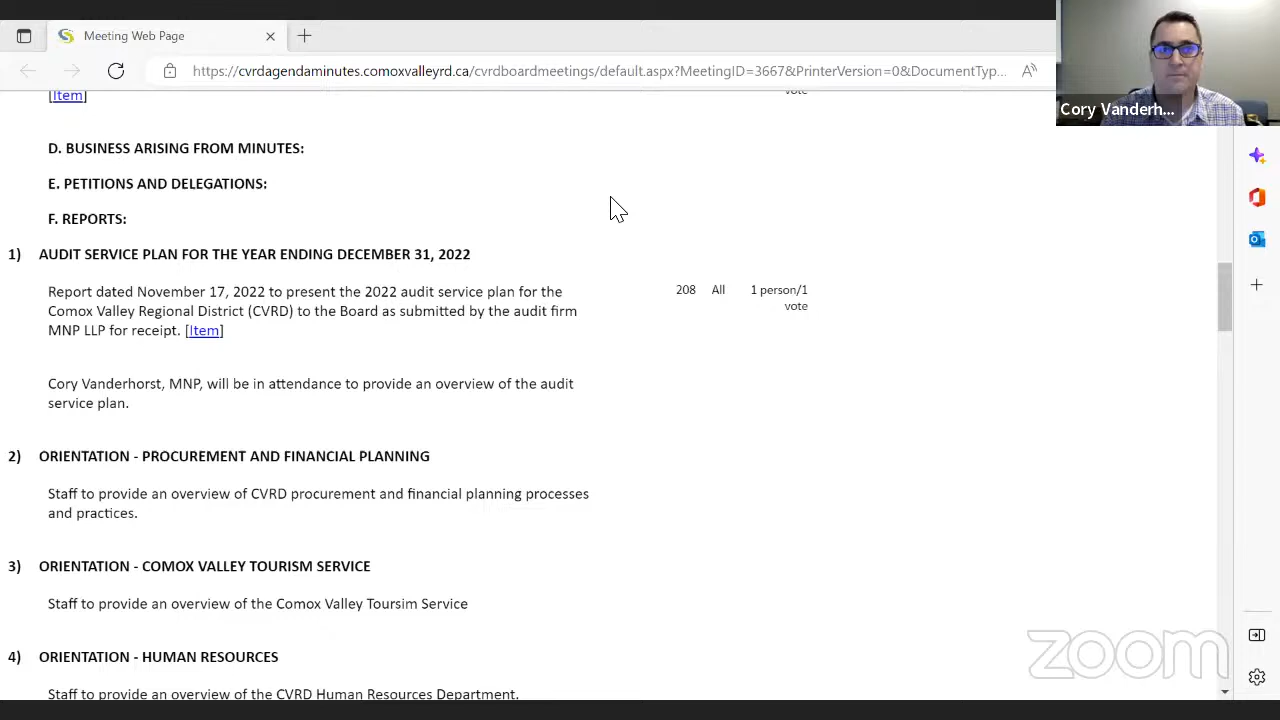 Meeting Web Page
https://cvrdagendaminutes.comoxvalleyrd.ca/cvrdboardmeetings/default.aspx?MeetingID=3667&PrinterVersion=0&DocumentTyp...
Cory Vanderh...
[Item]
vote
D. BUSINESS ARISING FROM MINUTES:
E. PETITIONS AND DELEGATIONS:
F. REPORTS:
1) AUDIT SERVICE PLAN FOR THE YEAR ENDING DECEMBER 31, 2022
Report dated November 17, 2022 to present the 2022 audit service plan for the 208 All 1 person/1
Comox Valley Regional District (CVRD) to the Board as submitted by the audit firm vote
MNP LLP for receipt. [Item]
Cory Vanderhorst, MNP, will be in attendance to provide an overview of the audit
service plan.
2) ORIENTATION - PROCUREMENT AND FINANCIAL PLANNING
Staff to provide an overview of CVRD procurement and financial planning processes
and practices.
3) ORIENTATION - COMOX VALLEY TOURISM SERVICE
Staff to provide an overview of the Comox Valley Toursim Service
4) ORIENTATION - HUMAN RESOURCES
Staff to provide an overview of the CVRD Human Resources Department.
zoom